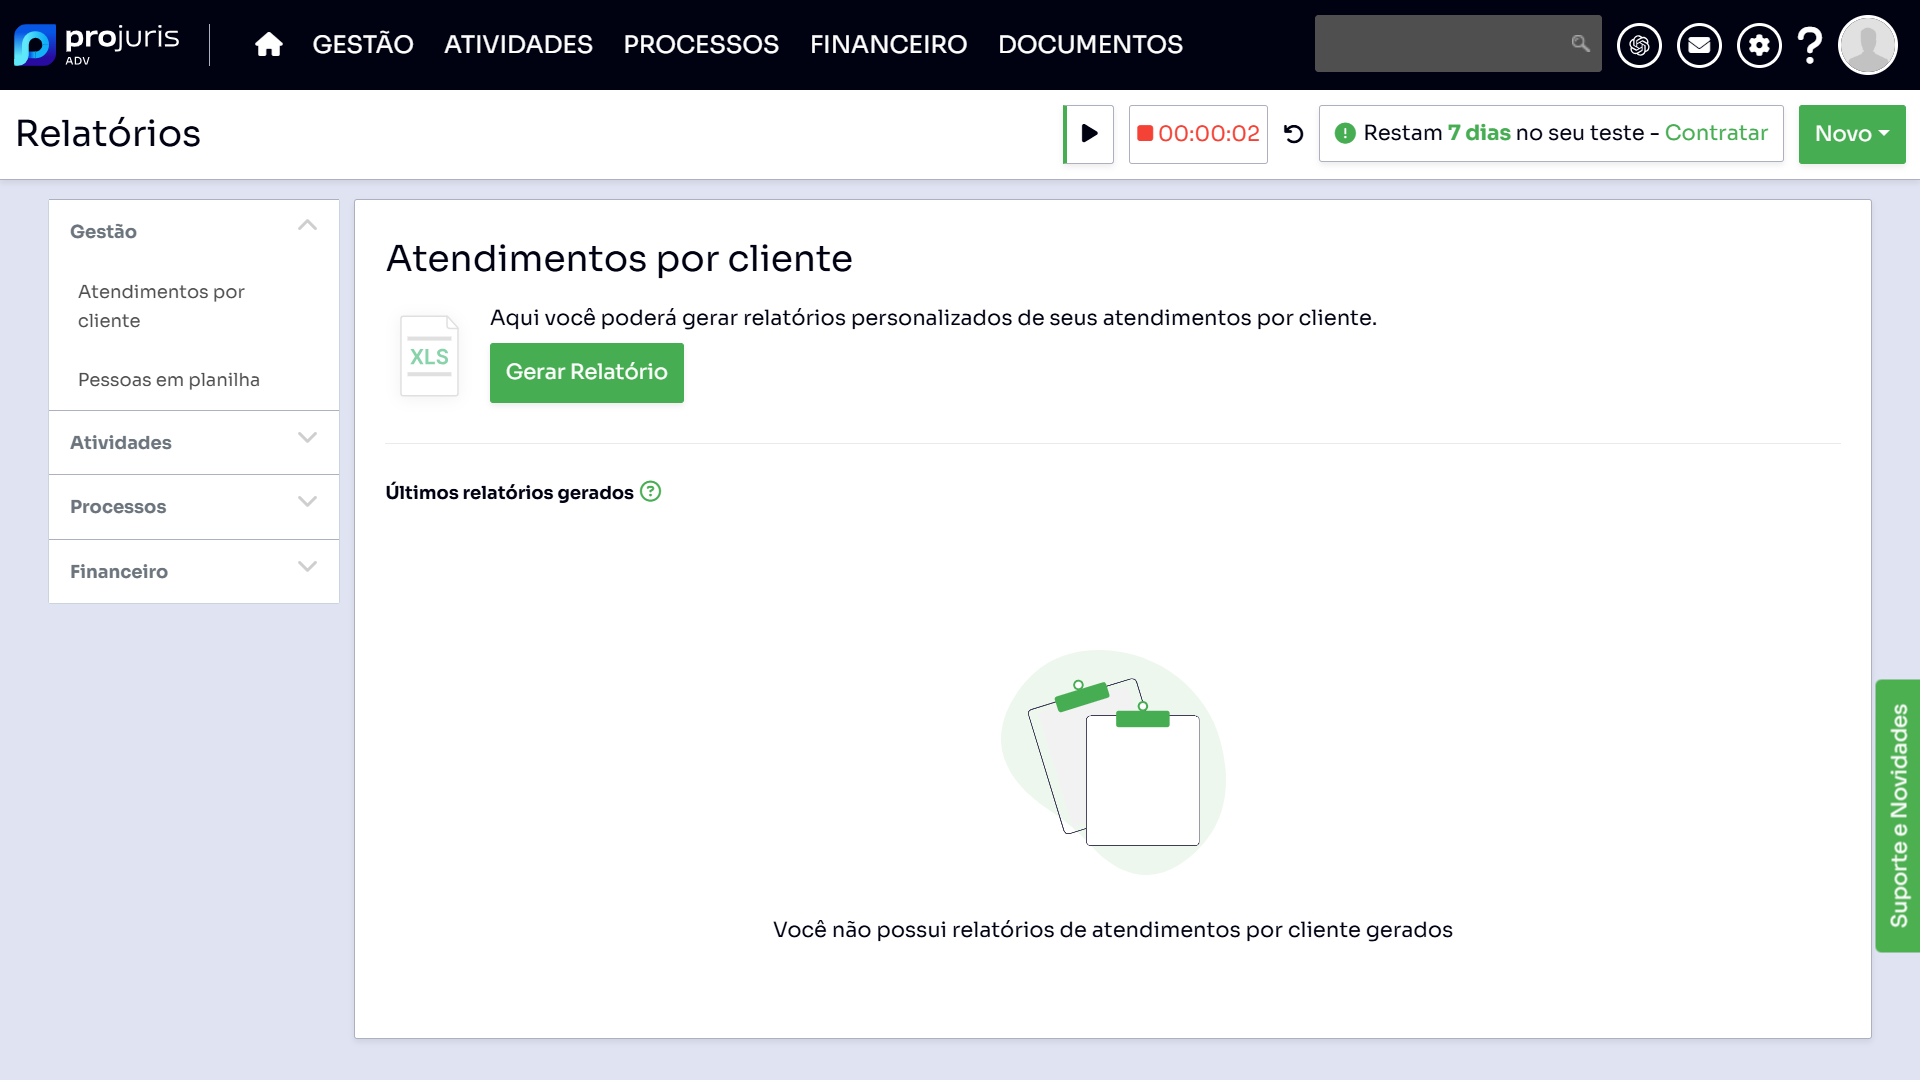 projuris
ADV
GESTÃO
ATIVIDADES
PROCESSOS
FINANCEIRO
DOCUMENTOS
Relatórios
00:00:02
Restam 7 dias no seu teste - Contratar
Novo
Gestão
Atendimentos por
cliente
Pessoas em planilha
Atividades
Processos
Financeiro
Atendimentos por cliente
XLS
Aqui você poderá gerar relatórios personalizados de seus atendimentos por cliente.
Gerar Relatório
Últimos relatórios gerados
Você não possui relatórios de atendimentos por cliente gerados
Suporte e Novidades